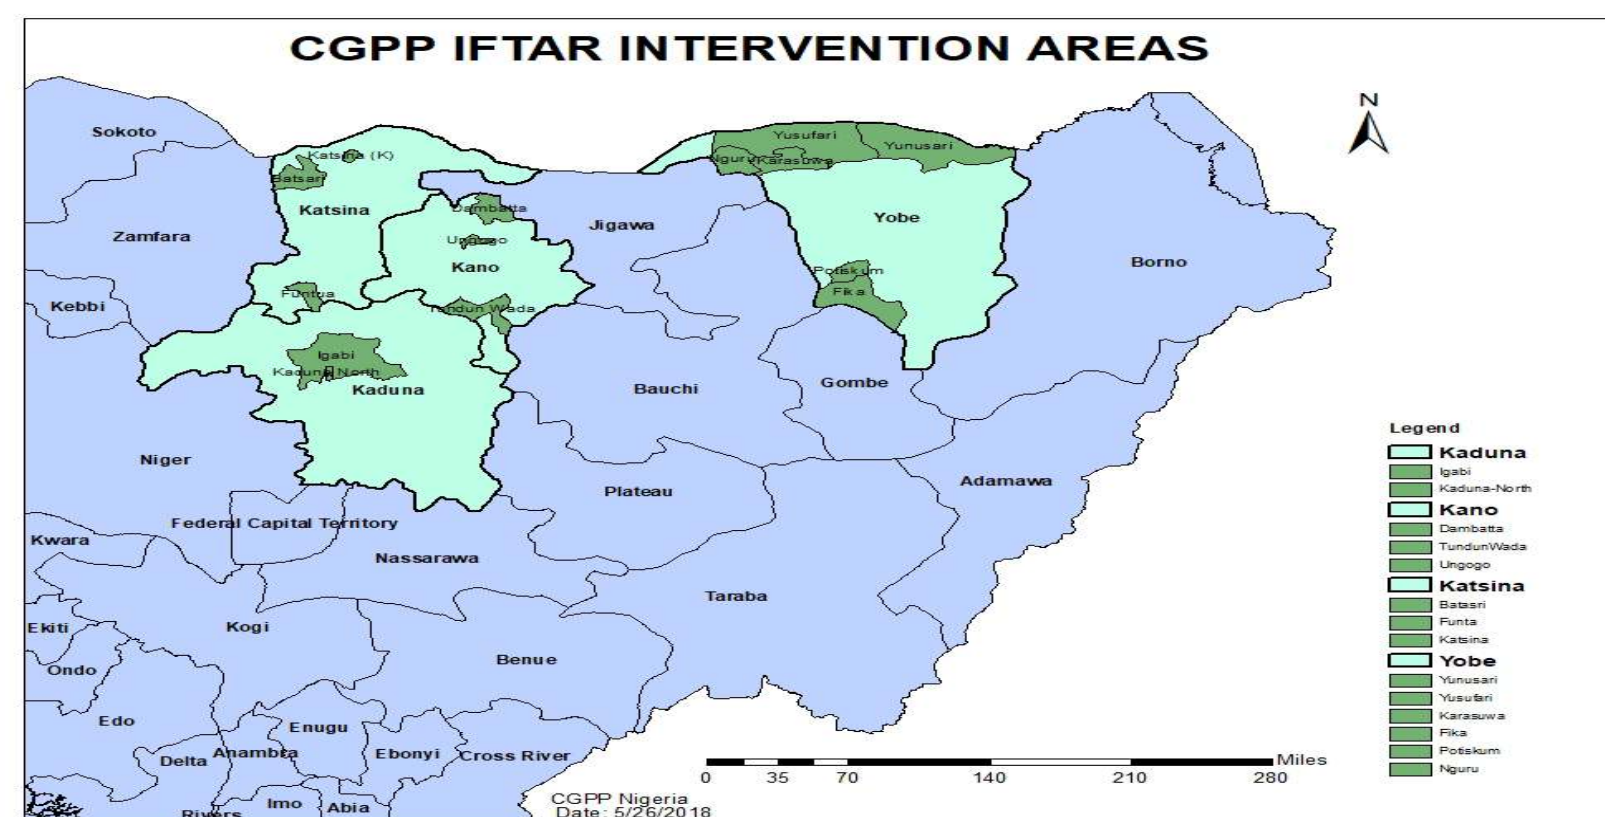 CGPP IFTAR INTERVENTION AREAS
N
Sokoto
Katsina (K)
Batsari
Katsina
Zamfara
Kebbi
Dambatta
Ungogo
Kano
Funtua
Tundun Wada
Igabi
Kaduna North
Kaduna
Jigawa
Yusufari
Yunusari
Nguru
Karasuwa
Yobe
Potiskum
Fika
Borno
Bauchi
Gombe
Niger
Plateau
Adamawa
Federal Capital Territory
Kwara
Nassarawa
Taraba
Ekiti
Kogi
Ondo
Benue
Edo
Enugu
Delta
Anambra
Ebonyi
Cross River
Imo
Abia
Rivers
Legend
Kaduna
Igabi
Kaduna-North
Kano
Dambatta
TundunWada
Ungogo
Katsina
Batasri
Funta
Katsina
Yobe
Yunusari
Yusufari
Karasuwa
Fika
Potiskum
Nguru
Miles
0 35 70 140 210 280
CGPP Nigeria
Date: 5/26/2018